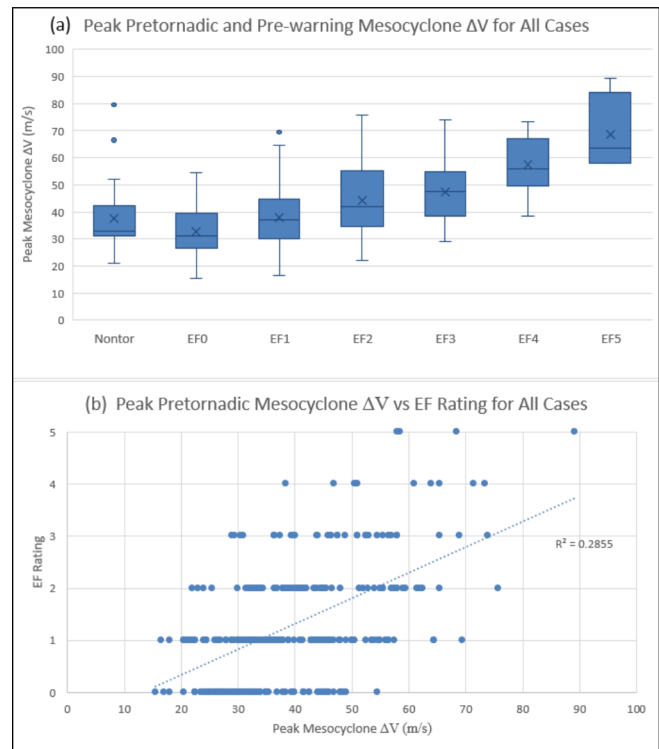 (a) Peak Pretornadic and Pre-warning Mesocyclone ΔV for All Cases
Peak Mesocyclone ΔV (m/s)
100
90
80
70
60
50
40
30
20
10
0
Nontor EF0 EF1 EF2 EF3 EF4 EF5
(b) Peak Pretornadic Mesocyclone ΔV vs EF Rating for All Cases
EF Rating
5
4
3
2
1
0
R² = 0.2855
0 10 20 30 40 50 60 70 80 90 100
Peak Mesocyclone ΔV (m/s)